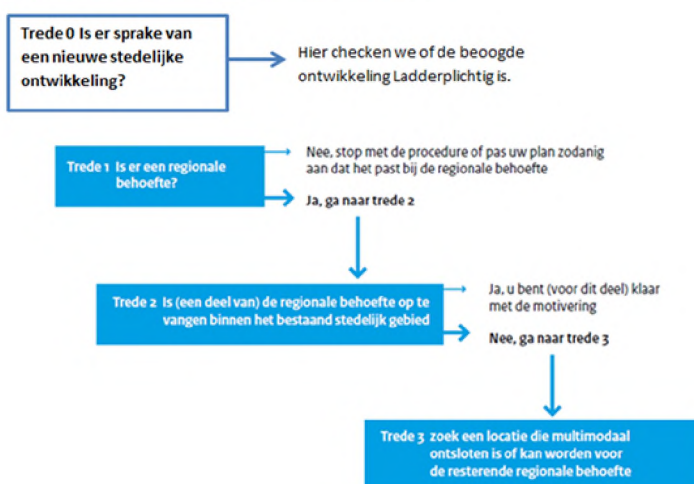 Trede 0 Is er sprake van
een nieuwe stedelijke
ontwikkeling?
Hier checken we of de beoogde
ontwikkeling Ladderplichtig is.
Trede 1 Is er een regionale
behoefte?
Nee, stop met de procedure of pas uw plan zodanig
aan dat het past bij de regionale behoefte
Ja, ga naar trede 2
Trede 2 Is (een deel van) de regionale behoefte op te
vangen binnen het bestaand stedelijk gebied
Ja, u bent (voor dit deel) klaar
met de motivering
Nee, ga naar trede 3
Trede 3 zoek een locatie die multimodaal
ontsloten is of kan worden voor
de resterende regionale behoefte